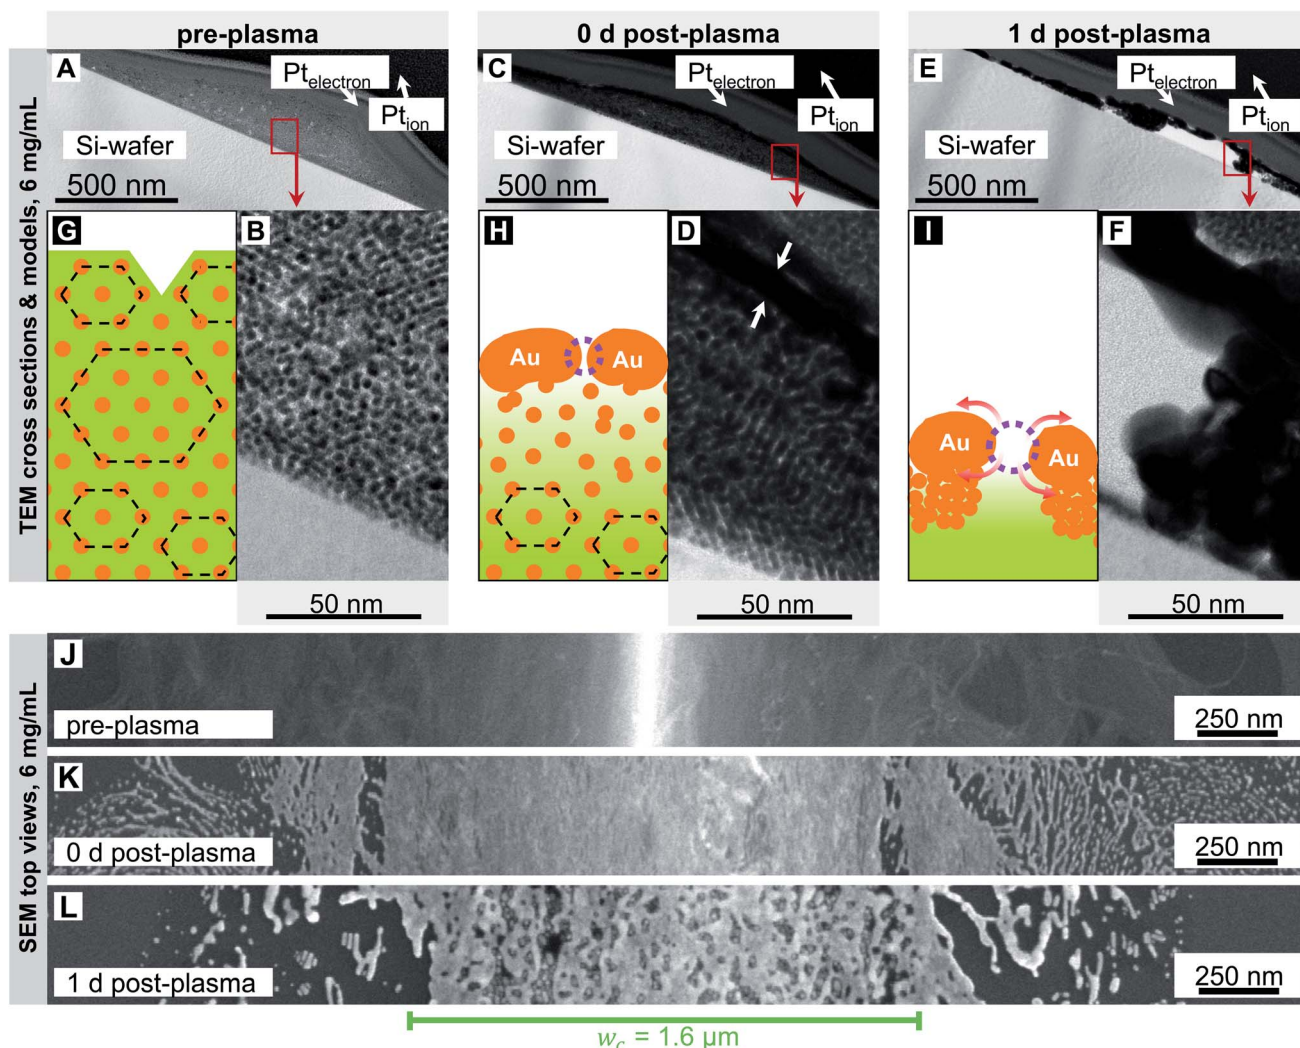 pre-plasma
0 d post-plasma
1 d post-plasma
TEM cross sections & models, 6 mg/mL
A
Pt_electron
Pt_ion
Si-wafer
500 nm
C
Pt_electron
Pt_ion
Si-wafer
500 nm
E
Pt_electron
Pt_ion
Si-wafer
500 nm
G
B
50 nm
H
Au
Au
D
50 nm
I
Au
Au
F
50 nm
SEM top views, 6 mg/mL
J
pre-plasma
250 nm
K
0 d post-plasma
250 nm
L
1 d post-plasma
250 nm
w_c = 1.6 µm